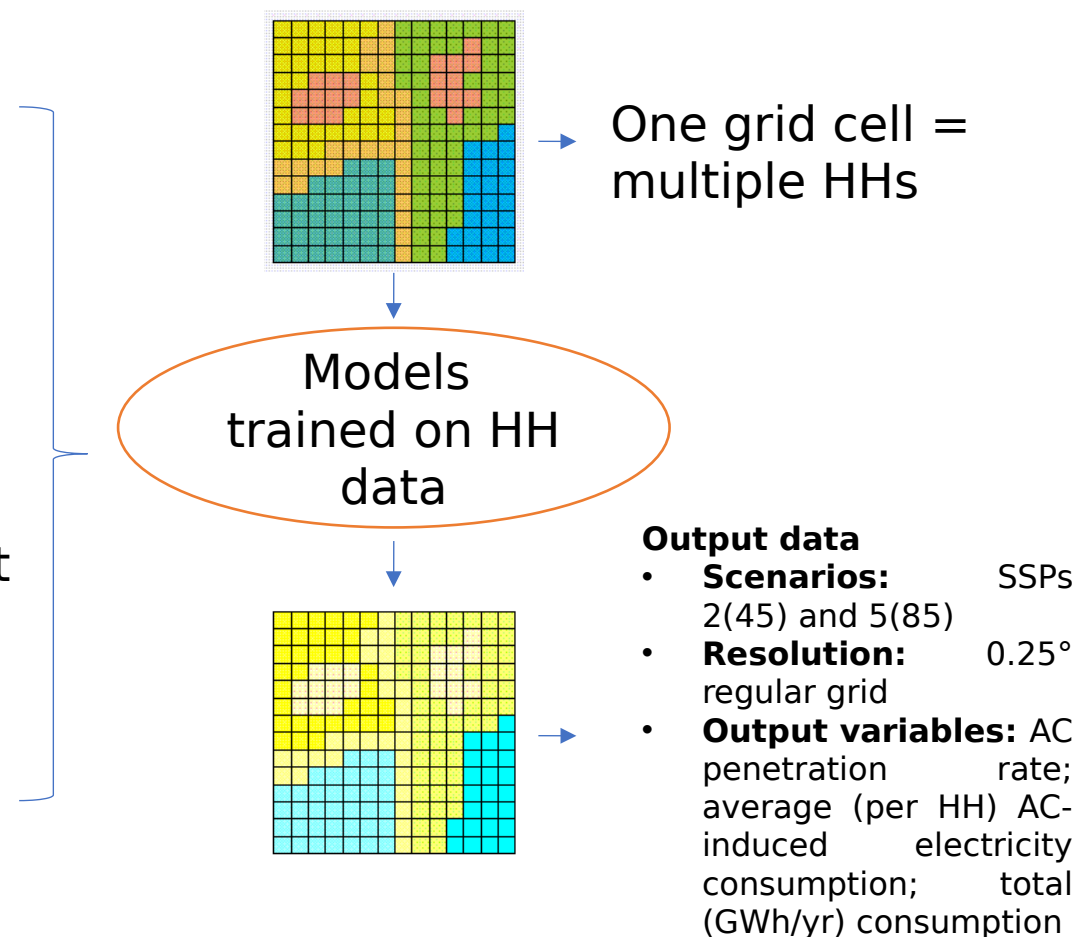 One grid cell =
multiple HHs
Models
trained on HH
data
t
Output data
• Scenarios: SSPs
2(45) and 5(85)
• Resolution: 0.25°
regular grid
• Output variables: AC
penetration rate;
average (per HH) AC-
induced electricity
consumption; total
(GWh/yr) consumption